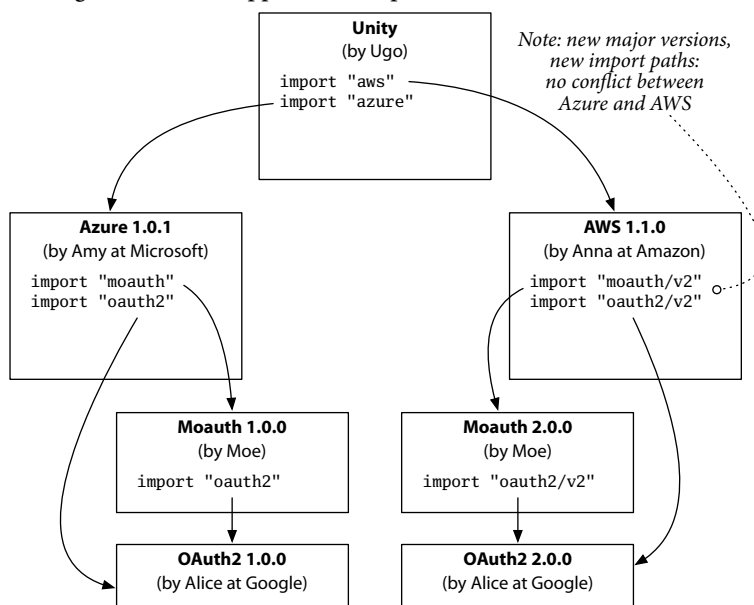 Unity
(by Ugo)
import "aws"
import "azure"
Note: new major versions,
new import paths:
no conflict between
Azure and AWS
Azure 1.0.1
(by Amy at Microsoft)
import "moauth"
import "oauth2"
AWS 1.1.0
(by Anna at Amazon)
import "moauth/v2"
import "oauth2/v2"
Moauth 1.0.0
(by Moe)
import "oauth2"
Moauth 2.0.0
(by Moe)
import "oauth2/v2"
OAuth2 1.0.0
(by Alice at Google)
OAuth2 2.0.0
(by Alice at Google)